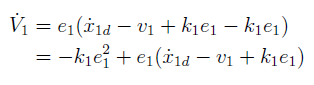 V̇₁ = e₁(ẋ₁d − v₁ + k₁e₁ − k₁e₁)
= −k₁e₁² + e₁(ẋ₁d − v₁ + k₁e₁)